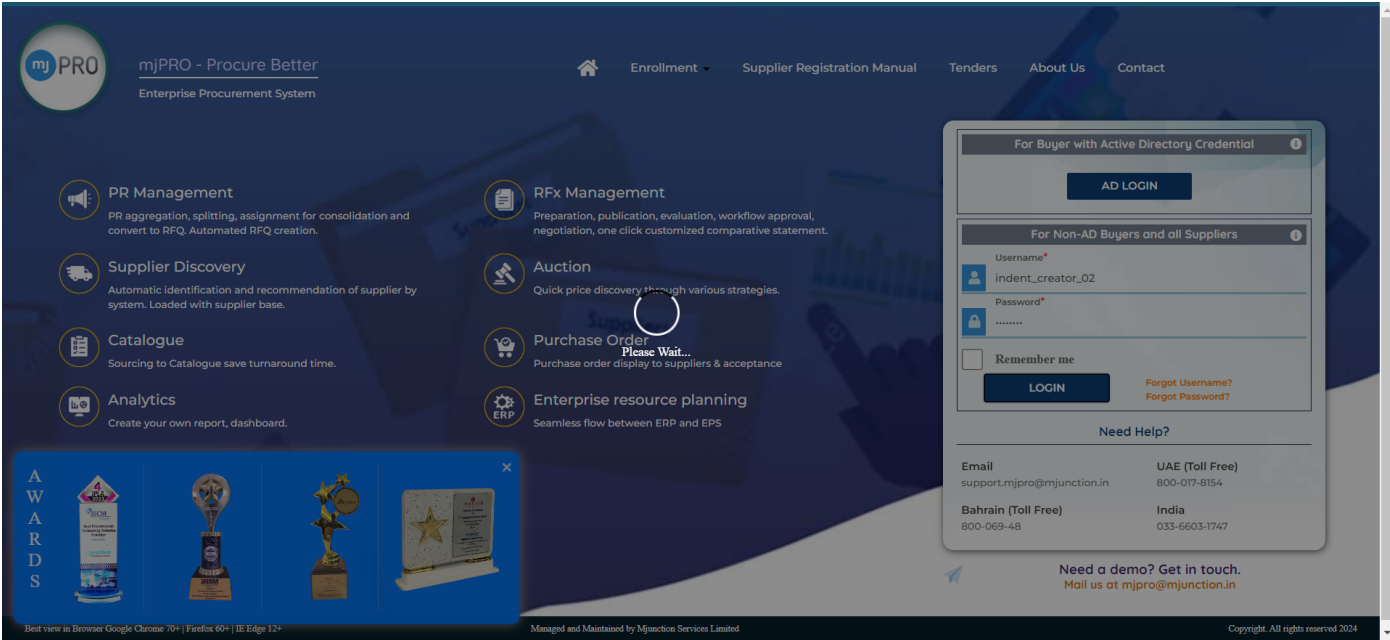 mj PRO
mjPRO - Procure Better
Enterprise Procurement System
Enrollment
Supplier Registration Manual
Tenders
About Us
Contact
PR Management
PR aggregation, splitting, assignment for consolidation and
convert to RFQ. Automated RFQ creation.
RFx Management
Preparation, publication, evaluation, workflow approval,
negotiation, one click customized comparative statement.
Supplier Discovery
Automatic identification and recommendation of supplier by
system. Loaded with supplier base.
Auction
Quick price discovery through various strategies.
Catalogue
Sourcing to Catalogue save turnaround time.
Purchase Order
Purchase order display to suppliers & acceptance
Please Wait...
Analytics
Create your own report, dashboard.
ERP
Enterprise resource planning
Seamless flow between ERP and EPS
For Buyer with Active Directory Credential
AD LOGIN
For Non-AD Buyers and all Suppliers
Username*
indent_creator_02
Password*
........
Remember me
LOGIN
Forgot Username?
Forgot Password?
Need Help?
Email
support.mjpro@mjunction.in
UAE (Toll Free)
800-017-8154
Bahrain (Toll Free)
800-069-48
India
033-6603-1747
Need a demo? Get in touch.
Mail us at mjpro@mjunction.in
AWARDS
Best view in Browser Google Chrome 70+ | Firefox 60+ | IE Edge 12+
Managed and Maintained by Mjunction Services Limited
Copyright. All rights reserved 2024